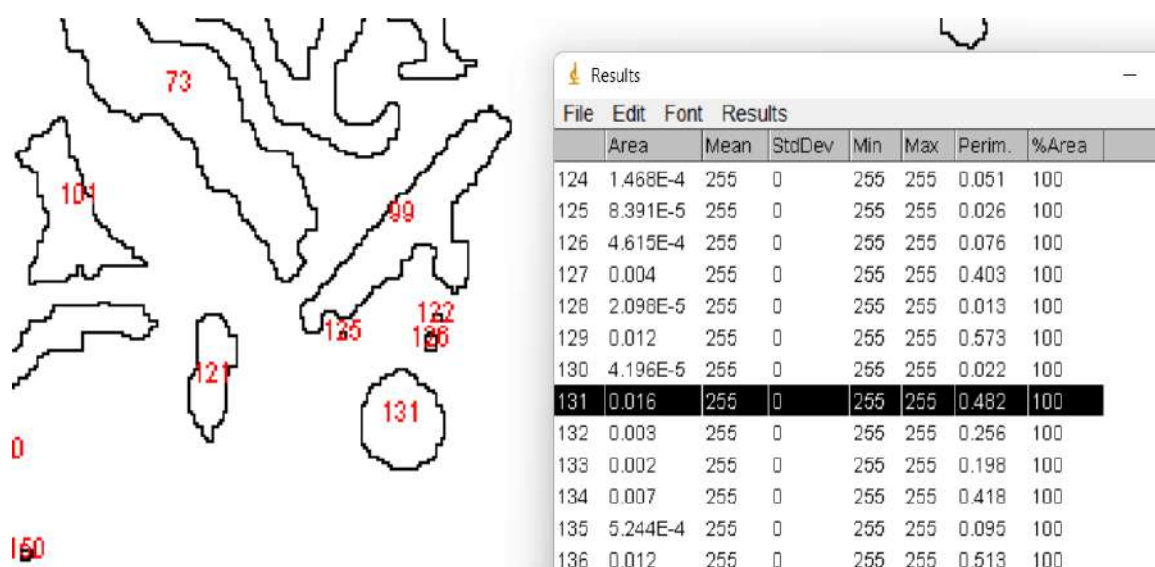 73
101
99
122
135
126
121
131
0
150
Results
File Edit Font Results
Area Mean StdDev Min Max Perim. %Area
124 1.468E-4 255 0 255 255 0.051 100
125 8.391E-5 255 0 255 255 0.026 100
126 4.615E-4 255 0 255 255 0.076 100
127 0.004 255 0 255 255 0.403 100
128 2.098E-5 255 0 255 255 0.013 100
129 0.012 255 0 255 255 0.573 100
130 4.196E-5 255 0 255 255 0.022 100
131 0.016 255 0 255 255 0.482 100
132 0.003 255 0 255 255 0.256 100
133 0.002 255 0 255 255 0.198 100
134 0.007 255 0 255 255 0.418 100
135 5.244E-4 255 0 255 255 0.095 100
136 0.012 255 0 255 255 0.513 100